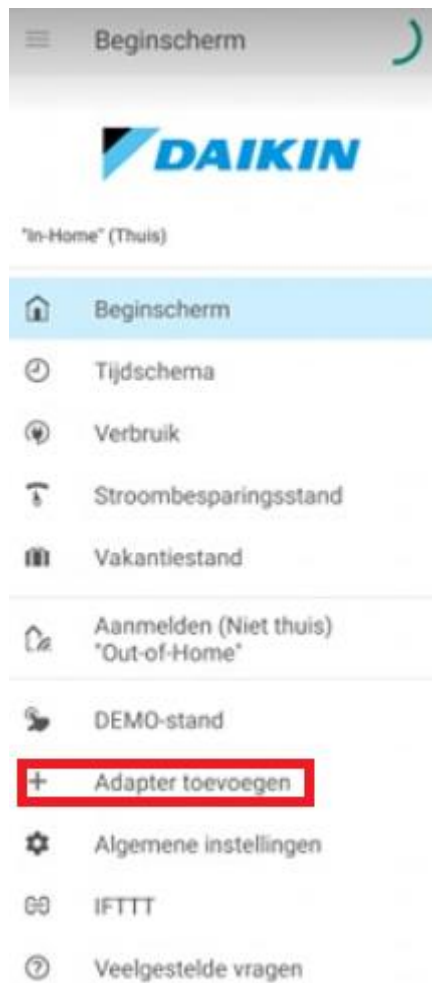 Beginscherm
DAIKIN
"In-Home" (Thuis)
Beginscherm
Tijdschema
Verbruik
Stroombesparingsstand
Vakantiestand
Aanmelden (Niet thuis)
"Out-of-Home"
DEMO-stand
Adapter toevoegen
Algemene instellingen
IFTTT
Veelgestelde vragen